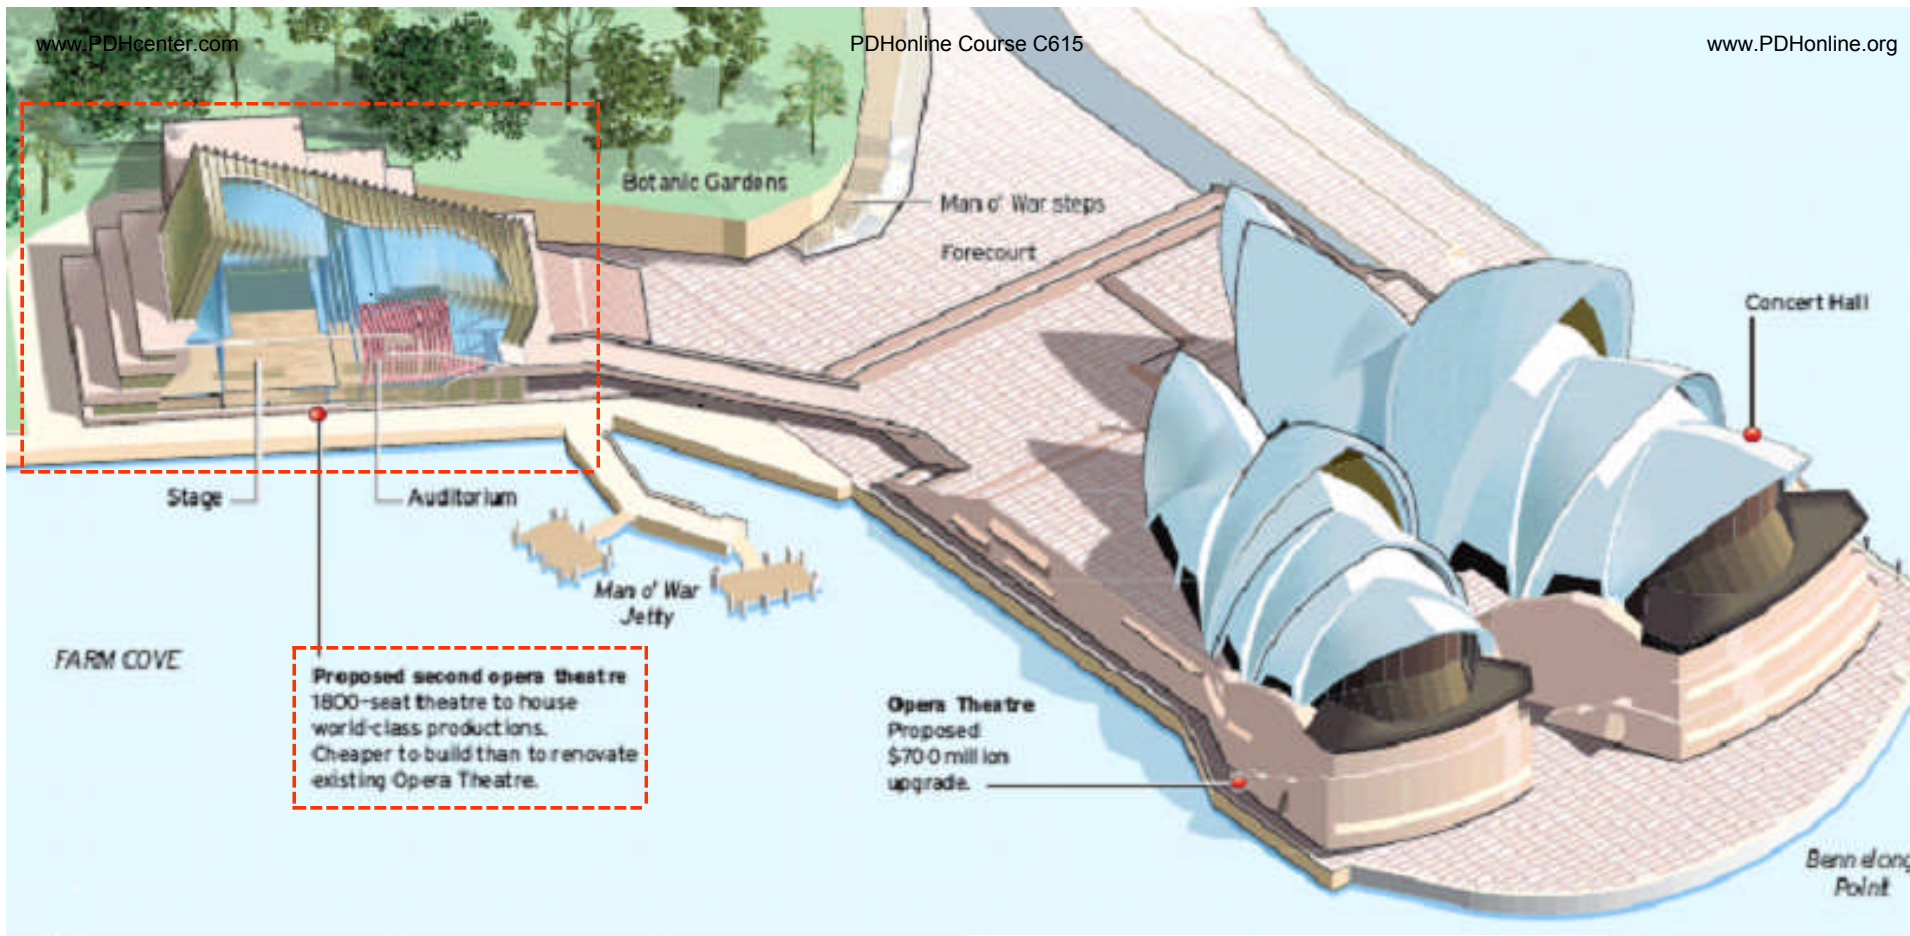 www.PDHcenter.com
PDHonline Course C615
www.PDHonline.org
Botanic Gardens
Man o' War steps
Forecourt
Concert Hall
Stage
Auditorium
Man o' War
Jetty
FARM COVE
Proposed second opera theatre
1800-seat theatre to house
world-class productions.
Cheaper to build than to renovate
existing Opera Theatre.
Opera Theatre
Proposed
$700 million
upgrade.
Bennelong
Point